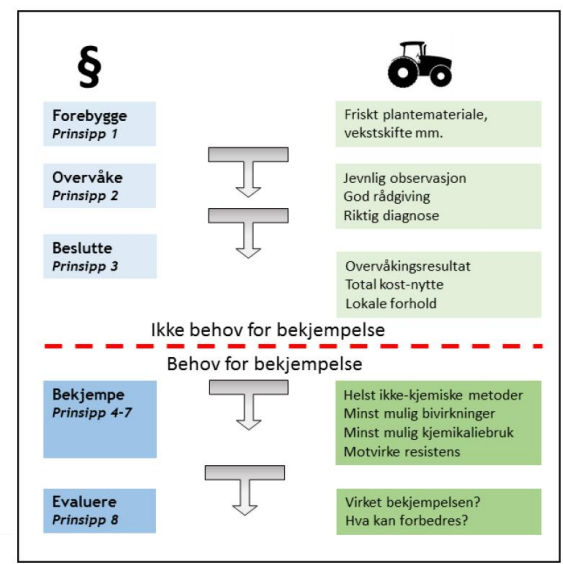 §
Forebygge
Prinsipp 1
Friskt plantemateriale,
vekstskifte mm.
Overvåke
Prinsipp 2
Jevnlig observasjon
God rådgiving
Riktig diagnose
Beslutte
Prinsipp 3
Overvåkingsresultat
Total kost-nytte
Lokale forhold
Ikke behov for bekjempelse
Behov for bekjempelse
Bekjempe
Prinsipp 4-7
Helst ikke-kjemiske metoder
Minst mulig bivirkninger
Minst mulig kjemikaliebruk
Motvirke resistens
Evaluere
Prinsipp 8
Virket bekjempelsen?
Hva kan forbedres?